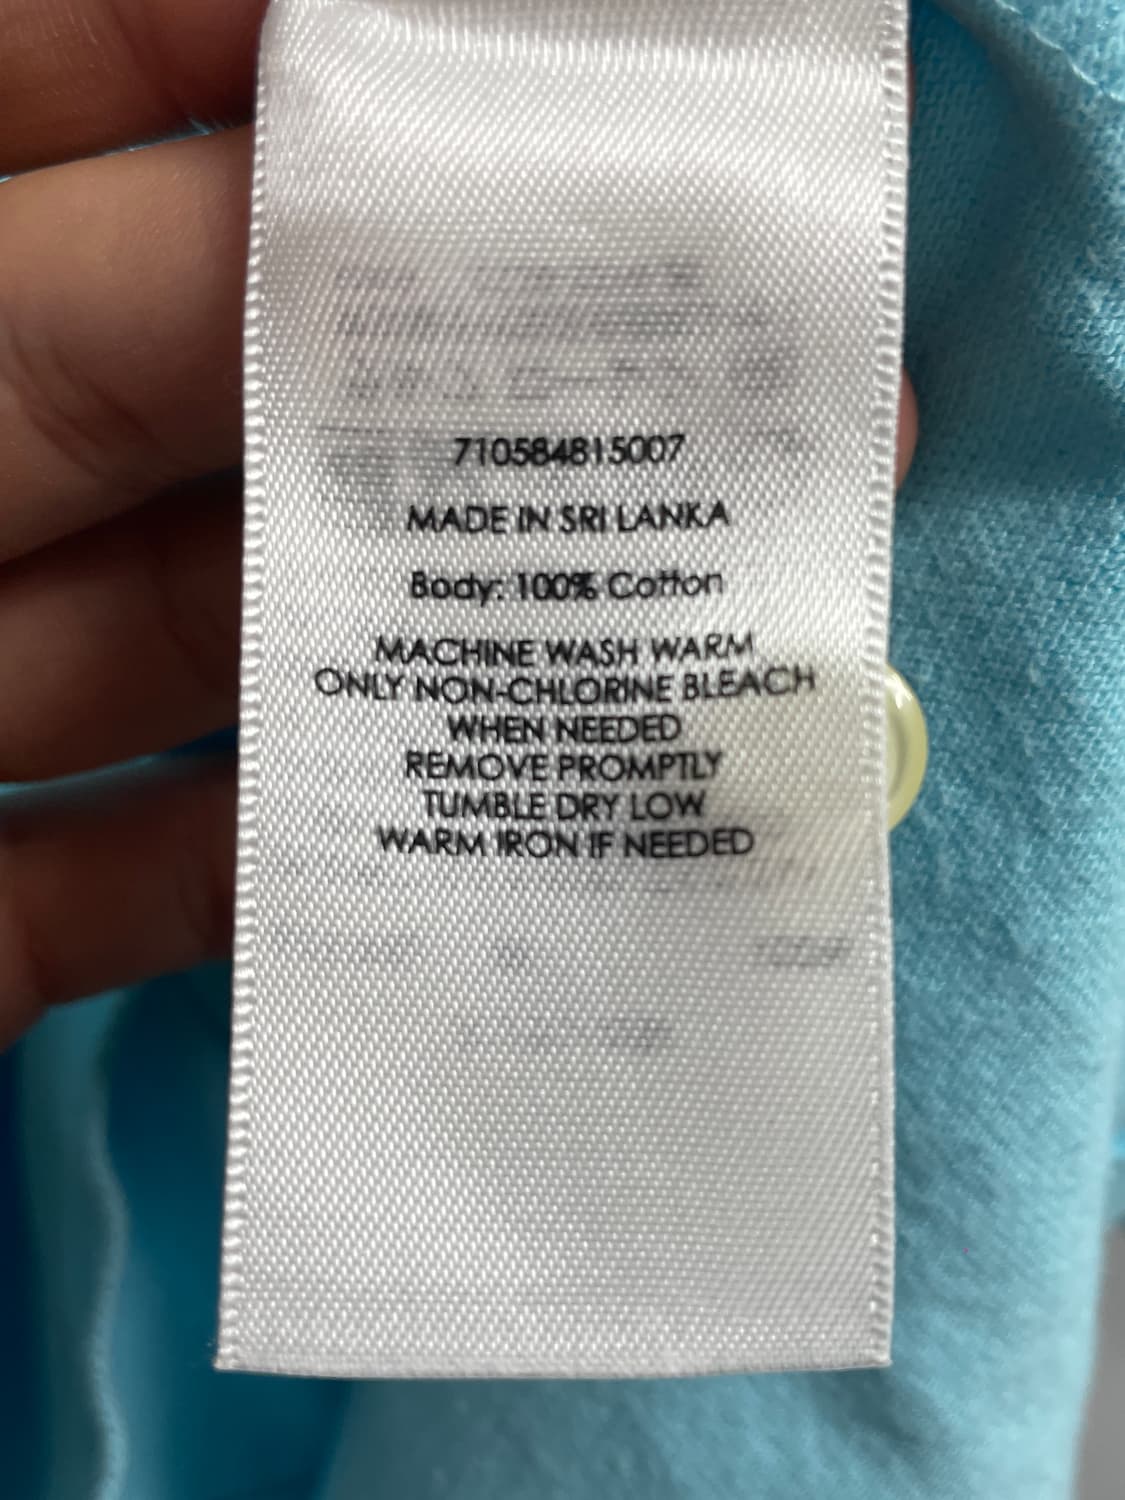 710584815007
MADE IN SRI LANKA
Body: 100% Cotton
MACHINE WASH WARM
ONLY NON-CHLORINE BLEACH
WHEN NEEDED
REMOVE PROMPTLY
TUMBLE DRY LOW
WARM IRON IF NEEDED